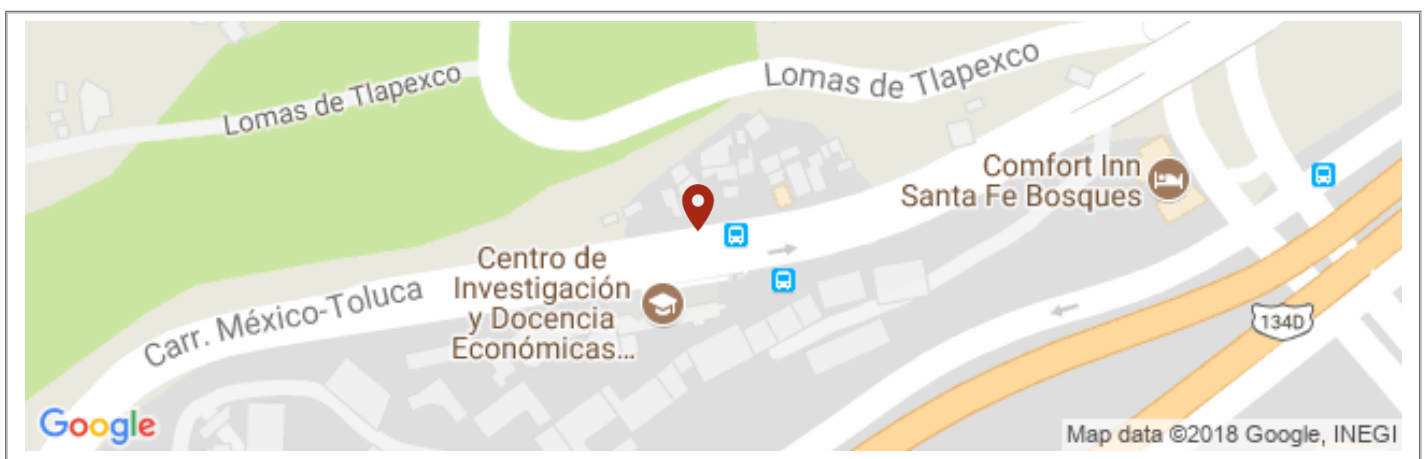 Lomas de Tlapexco
Lomas de Tlapexco
Comfort Inn
Santa Fe Bosques
Centro de
Investigación
y Docencia
Económicas...
Carr. México-Toluca
134D
Google
Map data ©2018 Google, INEGI